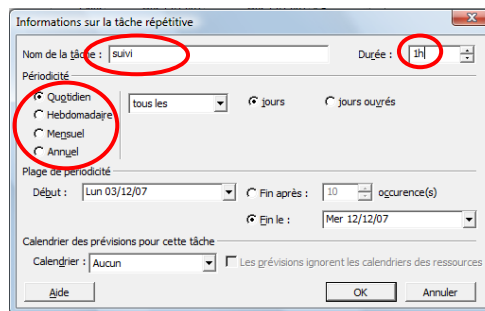 Informations sur la tâche répétitive
Nom de la tâche : suivi Durée : 1h
Périodicité
Quotidien tous les jours jours ouvrés
Hebdomadaire
Mensuel
Annuel
Plage de périodicité
Début : Lun 03/12/07 Fin après : 10 occurence(s)
Fin le : Mer 12/12/07
Calendrier des prévisions pour cette tâche
Calendrier : Aucun Les prévisions ignorent les calendriers des ressources
Aide OK Annuler